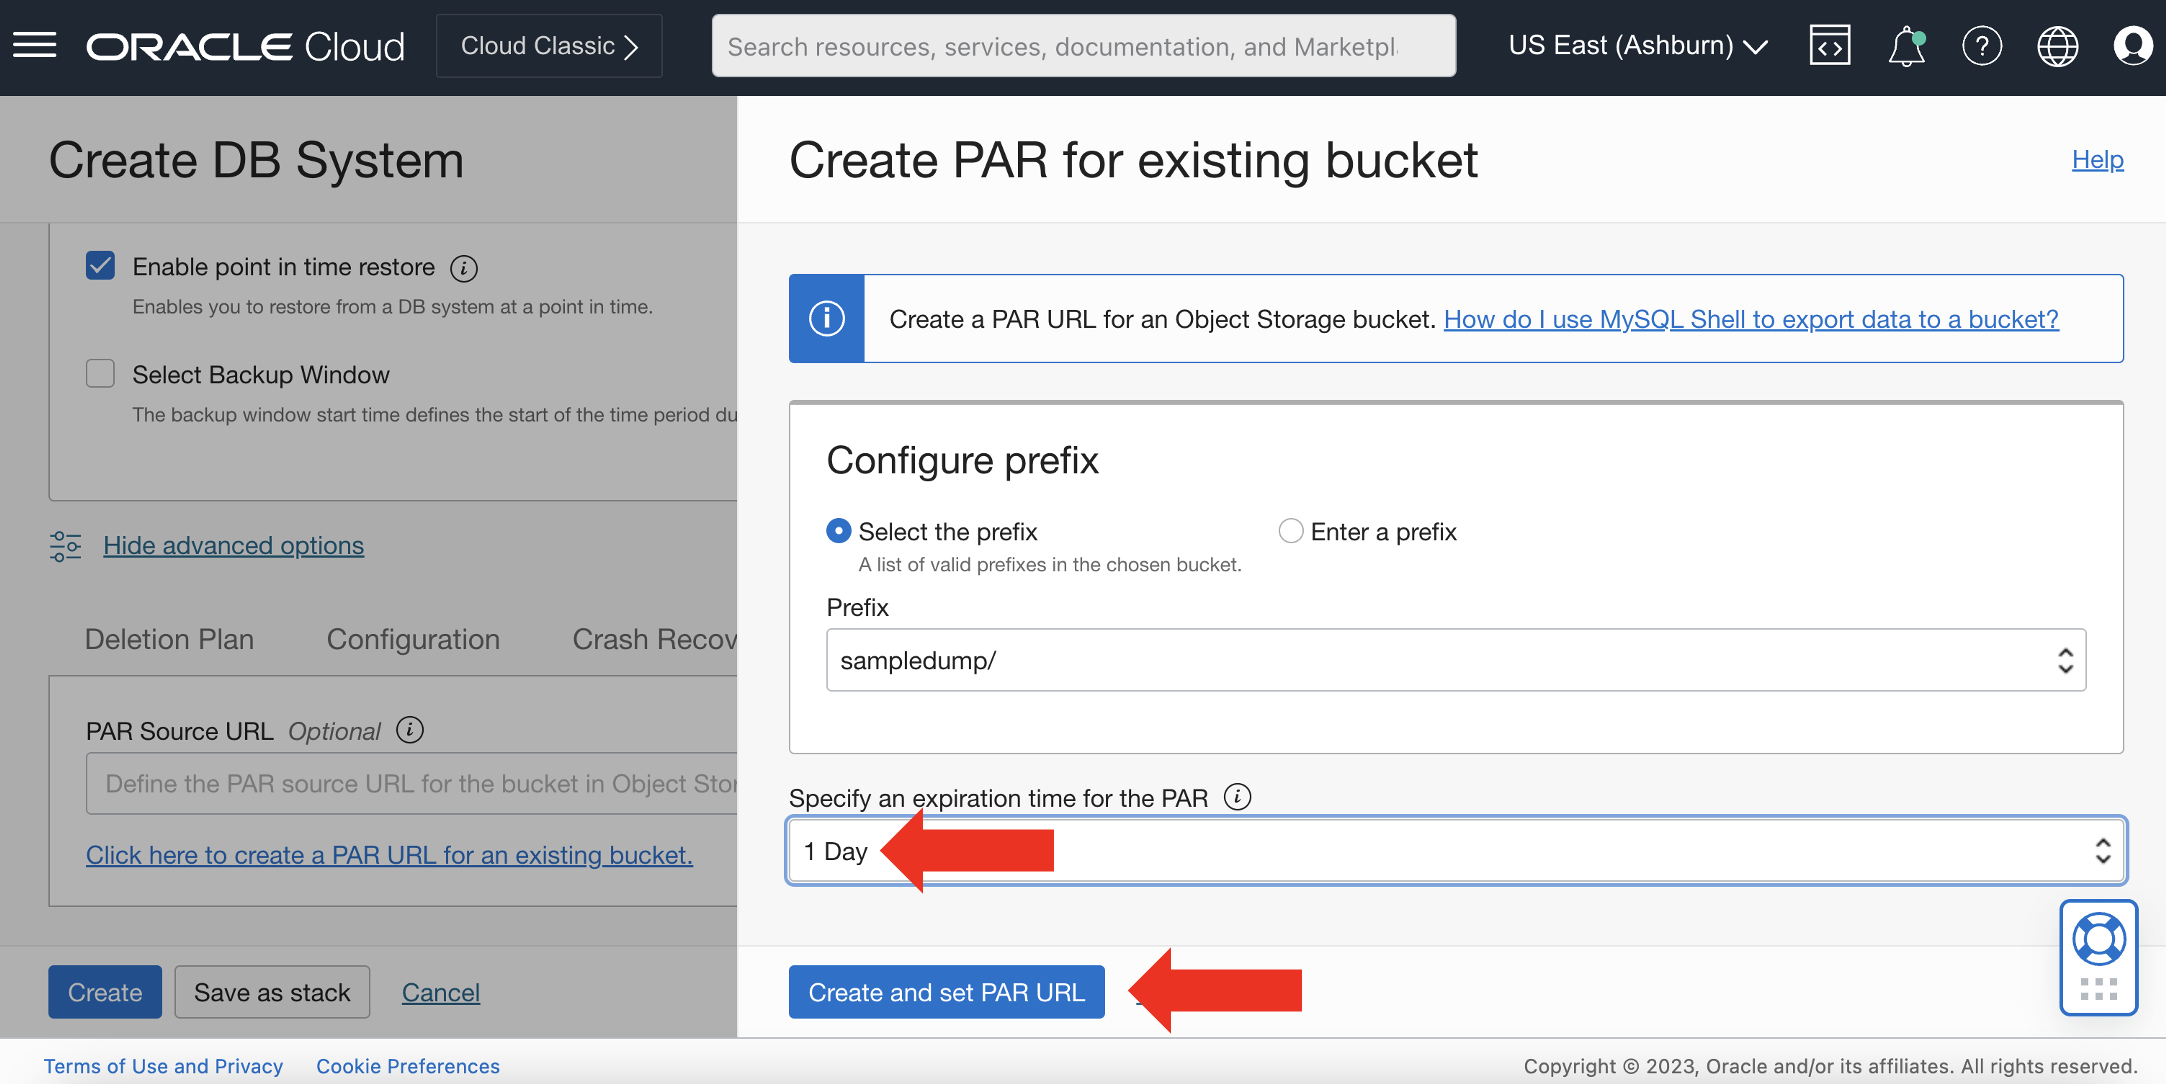 ORACLE Cloud
Cloud Classic
Search resources, services, documentation, and Marketpl
US East (Ashburn)
Create DB System
Enable point in time restore
Enables you to restore from a DB system at a point in time.
Select Backup Window
The backup window start time defines the start of the time period du
Hide advanced options
Deletion Plan Configuration Crash Recov
PAR Source URL Optional
Define the PAR source URL for the bucket in Object Stor
Click here to create a PAR URL for an existing bucket.
Create Save as stack Cancel
Create PAR for existing bucket
Help
Create a PAR URL for an Object Storage bucket. How do I use MySQL Shell to export data to a bucket?
Configure prefix
Select the prefix
A list of valid prefixes in the chosen bucket.
Enter a prefix
Prefix
sampledump/
Specify an expiration time for the PAR
1 Day
Create and set PAR URL
Terms of Use and Privacy Cookie Preferences
Copyright © 2023, Oracle and/or its affiliates. All rights reserved.